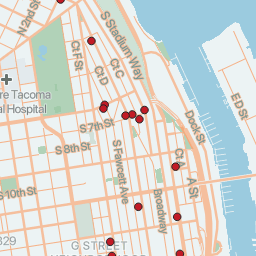 N 2nd St
S Stadium Way
Ct F St
Ct D
Ct C
re Tacoma
al Hospital
E D St
Dock St
S 7th St
S 8th St
S Fawcett Ave
Ct A
A St
S 10th St
Broadway
G STREET
329